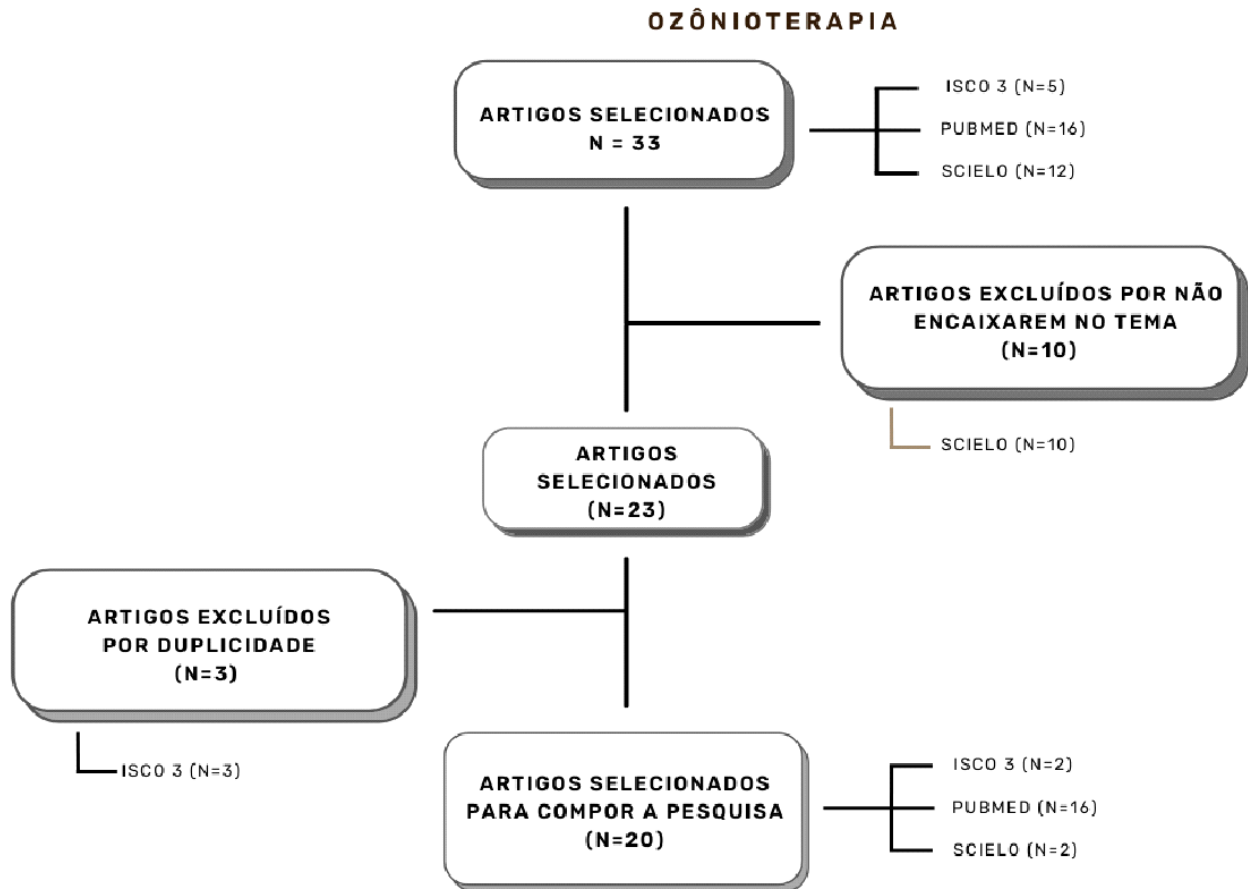 OZÔNIOTERAPIA
ARTIGOS SELECIONADOS
N = 33
ISCO 3 (N=5)
PUBMED (N=16)
SCIELO (N=12)
ARTIGOS EXCLUÍDOS POR NÃO
ENCAIXAREM NO TEMA
(N=10)
SCIELO (N=10)
ARTIGOS
SELECIONADOS
(N=23)
ARTIGOS EXCLUÍDOS
POR DUPLICIDADE
(N=3)
ISCO 3 (N=3)
ARTIGOS SELECIONADOS
PARA COMPOR A PESQUISA
(N=20)
ISCO 3 (N=2)
PUBMED (N=16)
SCIELO (N=2)